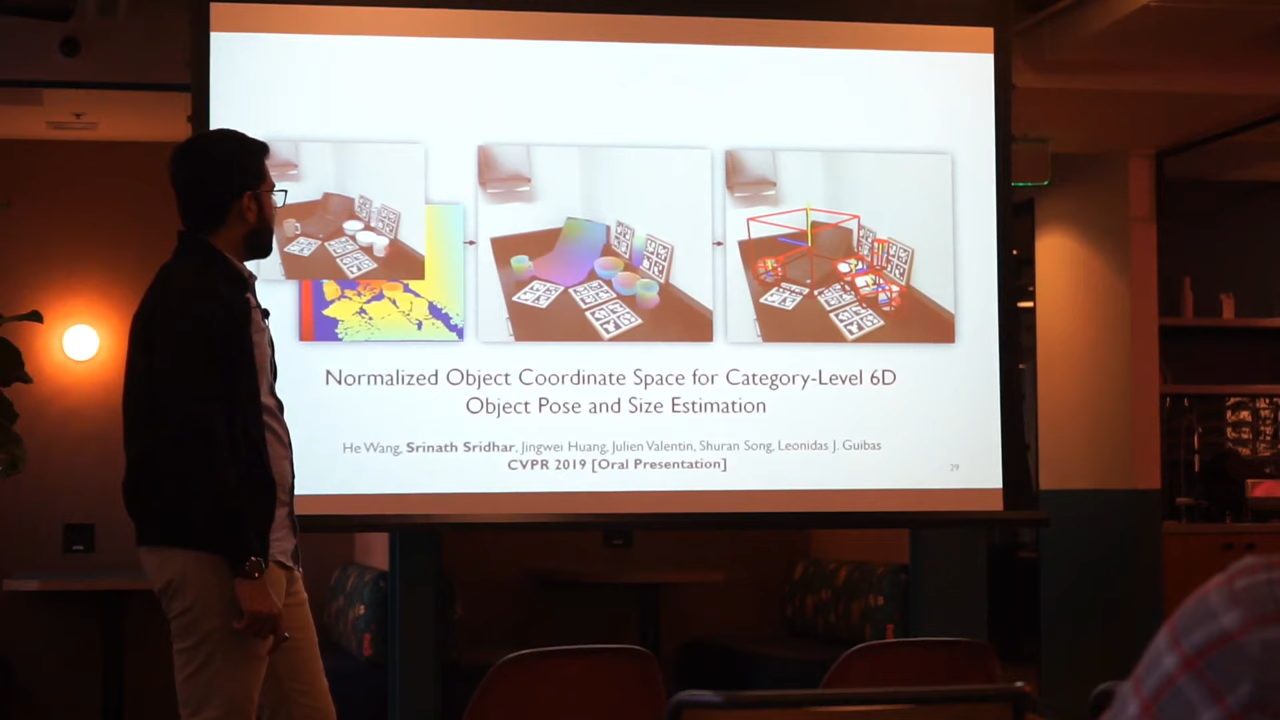 Normalized Object Coordinate Space for Category-Level 6D
Object Pose and Size Estimation
He Wang, Srinath Sridhar, Jingwei Huang, Julien Valentin, Shuran Song, Leonidas J. Guibas
CVPR 2019 [Oral Presentation]
29